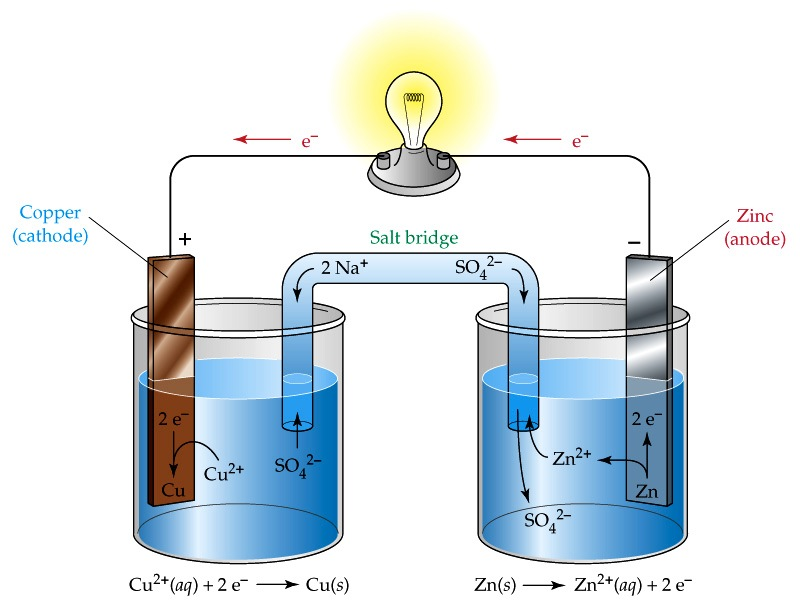 e⁻
e⁻
Copper
(cathode)
+
Salt bridge
−
Zinc
(anode)
2 Na⁺
SO₄²⁻
2 e⁻
Cu²⁺
Cu
SO₄²⁻
Zn²⁺
2 e⁻
Zn
SO₄²⁻
Cu²⁺(aq) + 2 e⁻ ⟶ Cu(s)
Zn(s) ⟶ Zn²⁺(aq) + 2 e⁻